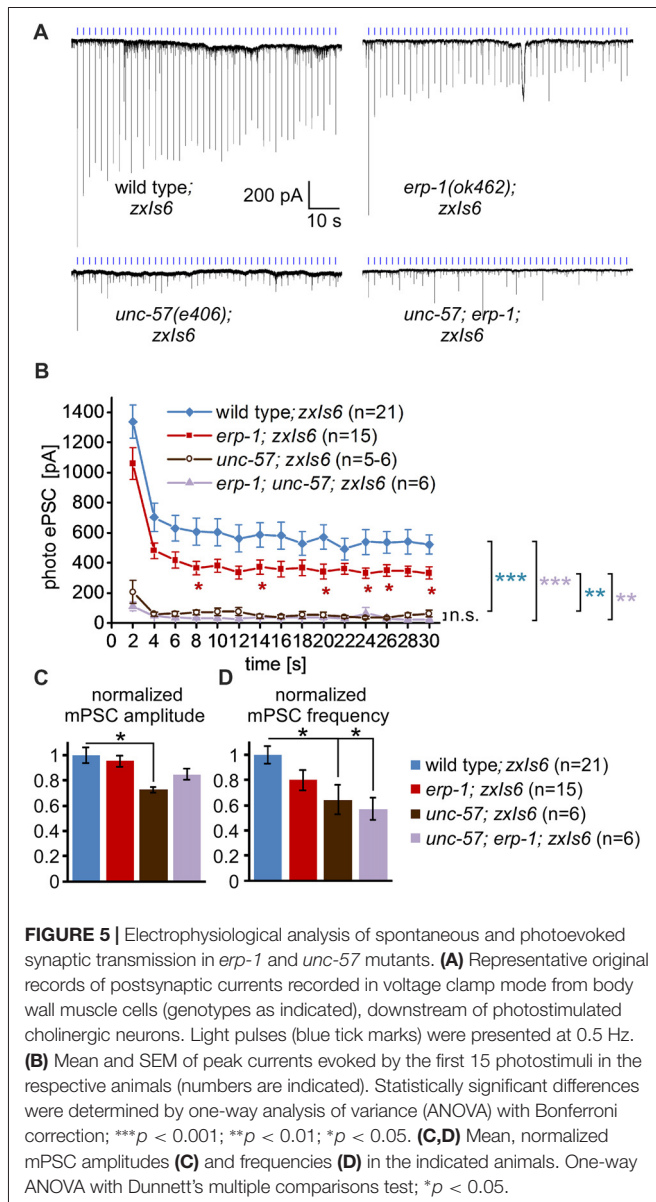 A
wild type;
zxIs6
200 pA
10 s
erp-1(ok462);
zxIs6
unc-57(e406);
zxIs6
unc-57; erp-1;
zxIs6
B
photo ePSC [pA]
1400
1200
1000
800
600
400
200
0
wild type; zxIs6 (n=21)
erp-1; zxIs6 (n=15)
unc-57; zxIs6 (n=5-6)
erp-1; unc-57; zxIs6 (n=6)
* * * * * *
n.s. *** *** ** **
0 2 4 6 8 10 12 14 16 18 20 22 24 26 28 30
time [s]
C
normalized
mPSC amplitude
*
1
0.8
0.6
0.4
0.2
0
D
normalized
mPSC frequency
* *
1
0.8
0.6
0.4
0.2
0
wild type; zxIs6 (n=21)
erp-1; zxIs6 (n=15)
unc-57; zxIs6 (n=6)
unc-57; erp-1; zxIs6 (n=6)
FIGURE 5 | Electrophysiological analysis of spontaneous and photoevoked
synaptic transmission in erp-1 and unc-57 mutants. (A) Representative original
records of postsynaptic currents recorded in voltage clamp mode from body
wall muscle cells (genotypes as indicated), downstream of photostimulated
cholinergic neurons. Light pulses (blue tick marks) were presented at 0.5 Hz.
(B) Mean and SEM of peak currents evoked by the first 15 photostimuli in the
respective animals (numbers are indicated). Statistically significant differences
were determined by one-way analysis of variance (ANOVA) with Bonferroni
correction; ***p < 0.001; **p < 0.01; *p < 0.05. (C,D) Mean, normalized
mPSC amplitudes (C) and frequencies (D) in the indicated animals. One-way
ANOVA with Dunnett's multiple comparisons test; *p < 0.05.